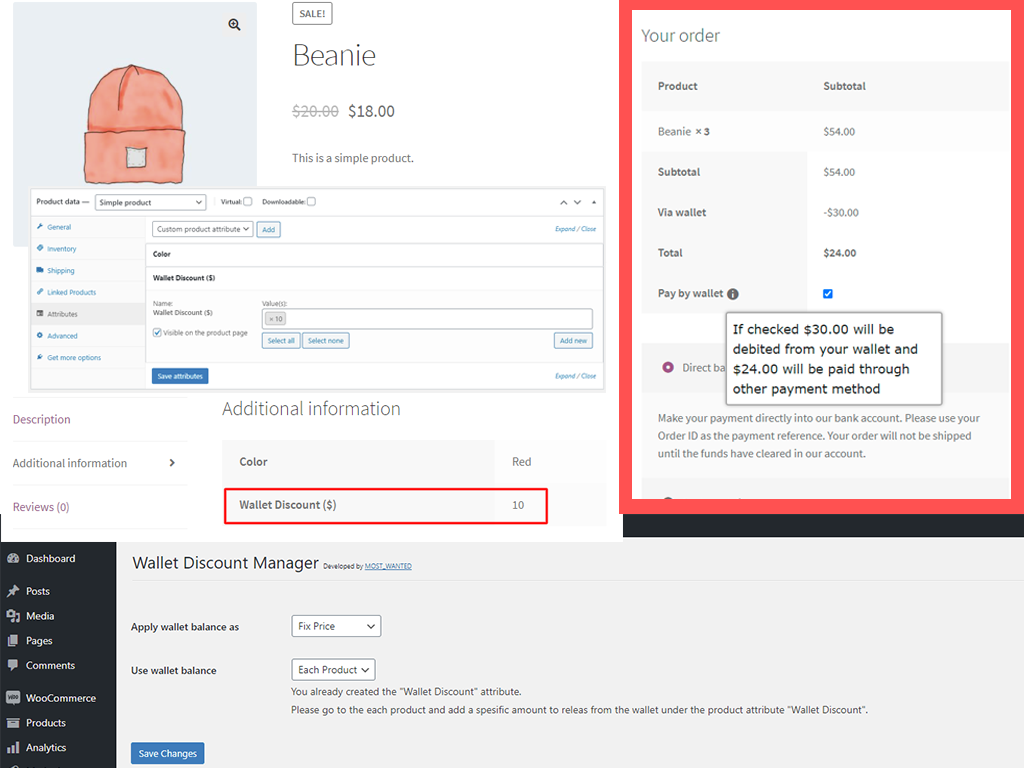 SALE!
Beanie
$20.00 $18.00
This is a simple product.
Product data — Simple product Virtual: Downloadable:
General
Inventory
Shipping
Linked Products
Attributes
Advanced
Get more options
Custom product attribute Add Expand / Close
Color
Wallet Discount ($)
Name:
Wallet Discount ($)
Visible on the product page
Value(s):
× 10
Select all Select none Add new
Save attributes Expand / Close
Description
Additional information
Reviews (0)
Additional information
Color Red
Wallet Discount ($) 10
Your order
Product Subtotal
Beanie × 3 $54.00
Subtotal $54.00
Via wallet -$30.00
Total $24.00
Pay by wallet
If checked $30.00 will be
debited from your wallet and
$24.00 will be paid through
other payment method
Direct ba
Make your payment directly into our bank account. Please use your
Order ID as the payment reference. Your order will not be shipped
until the funds have cleared in our account.
Dashboard
Posts
Media
Pages
Comments
WooCommerce
Products
Analytics
Wallet Discount Manager Developed by MOST_WANTED
Apply wallet balance as Fix Price
Use wallet balance Each Product
You already created the "Wallet Discount" attribute.
Please go to the each product and add a spesific amount to releas from the wallet under the product attribute "Wallet Discount".
Save Changes